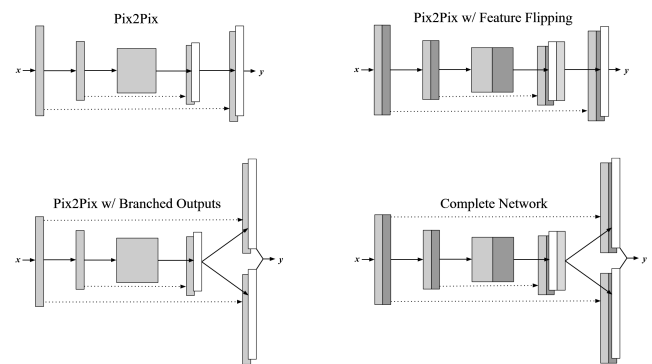 Pix2Pix
x
y
Pix2Pix w/ Feature Flipping
x
y
Pix2Pix w/ Branched Outputs
x
y
Complete Network
x
y